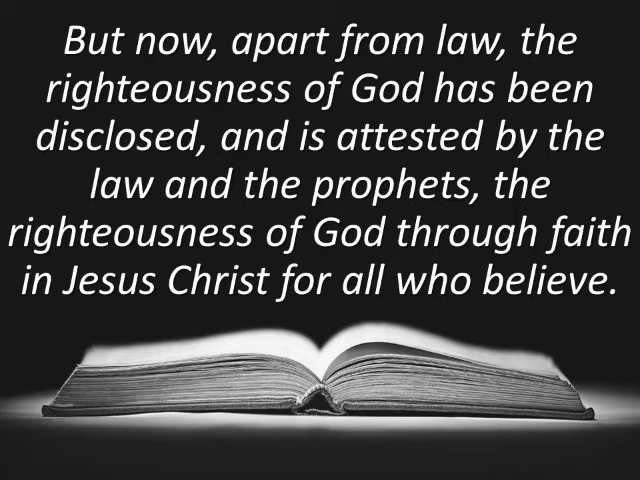 But now, apart from law, the
righteousness of God has been
disclosed, and is attested by the
law and the prophets, the
righteousness of God through faith
in Jesus Christ for all who believe.